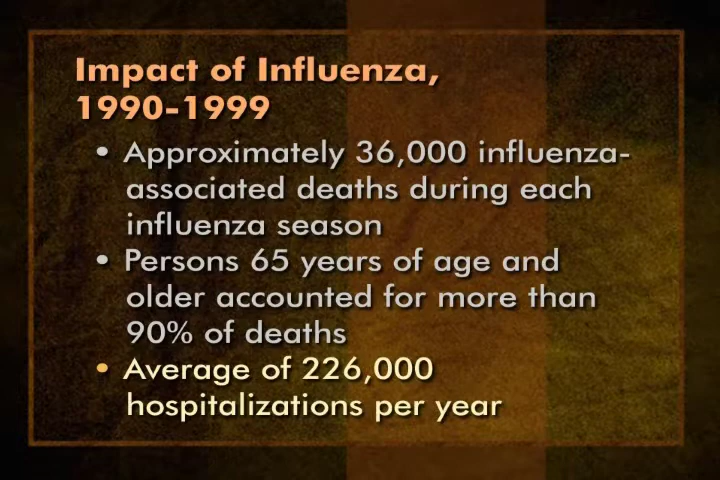 Impact of Influenza,
1990-1999
• Approximately 36,000 influenza-
associated deaths during each
influenza season
• Persons 65 years of age and
older accounted for more than
90% of deaths
• Average of 226,000
hospitalizations per year